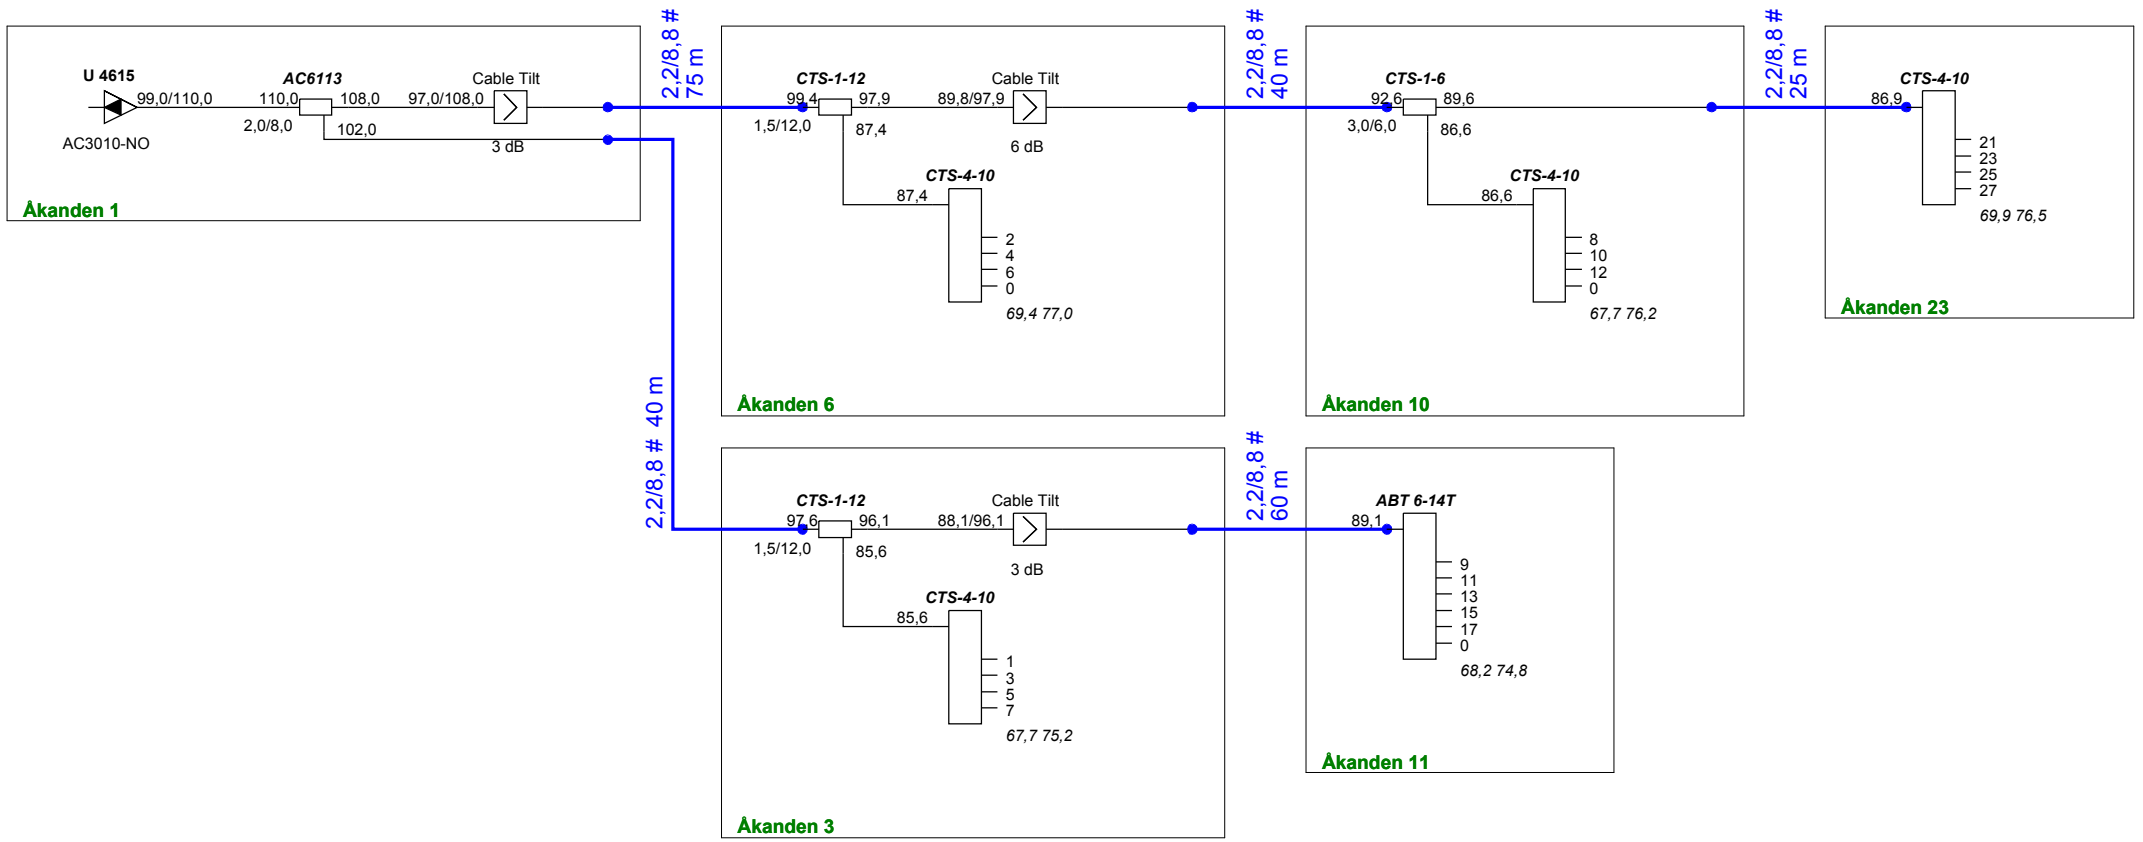 U 4615
99,0/110,0
AC3010-NO
AC6113
110,0
108,0
2,0/8,0
102,0
Cable Tilt
97,0/108,0
3 dB
Åkanden 1
2,2/8,8 #
75 m
CTS-1-12
99,4
97,9
1,5/12,0
87,4
Cable Tilt
89,8/97,9
6 dB
CTS-4-10
87,4
2
4
6
0
69,4 77,0
Åkanden 6
2,2/8,8 #
40 m
CTS-1-6
92,6
89,6
3,0/6,0
86,6
CTS-4-10
86,6
8
10
12
0
67,7 76,2
Åkanden 10
2,2/8,8 #
25 m
CTS-4-10
86,9
21
23
25
27
69,9 76,5
Åkanden 23
2,2/8,8 # 40 m
CTS-1-12
97,6
96,1
1,5/12,0
85,6
Cable Tilt
88,1/96,1
3 dB
CTS-4-10
85,6
1
3
5
7
67,7 75,2
Åkanden 3
2,2/8,8 #
60 m
ABT 6-14T
89,1
9
11
13
15
17
0
68,2 74,8
Åkanden 11